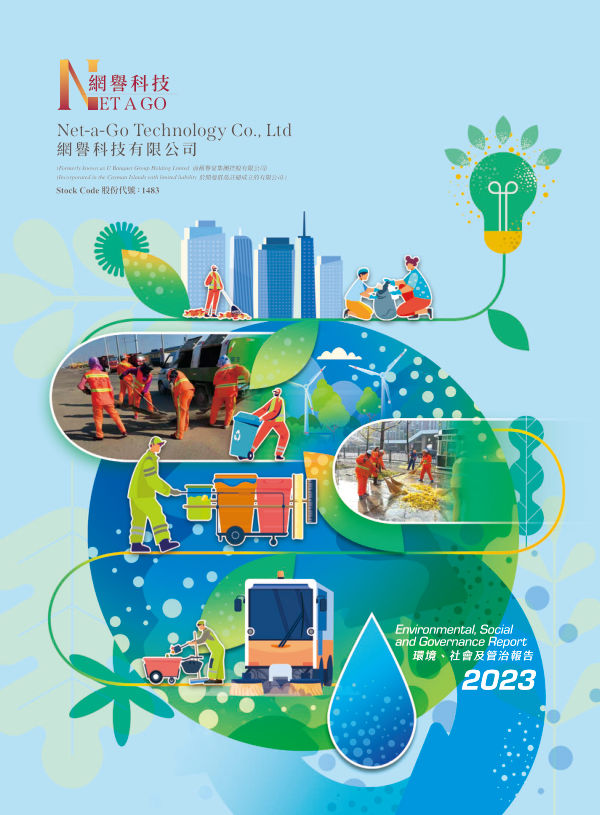 網譽科技
NET A GO
Net-a-Go Technology Co., Ltd
網譽科技有限公司
(Formerly known as U Banquet Group Holding Limited 前稱譽宴集團控股有限公司)
(Incorporated in the Cayman Islands with limited liability 於開曼群島註冊成立的有限公司)
Stock Code 股份代號：1483
Environmental, Social
and Governance Report
環境、社會及管治報告
2023